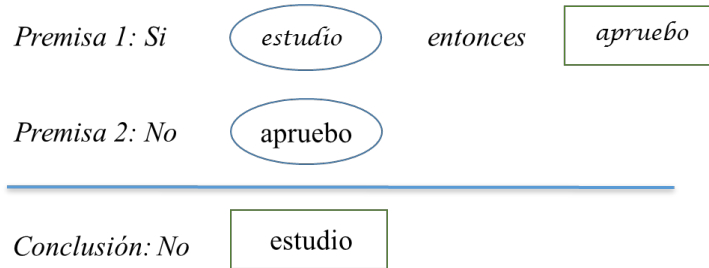 Premisa 1: Si estudio entonces apruebo
Premisa 2: No apruebo
Conclusión: No estudio